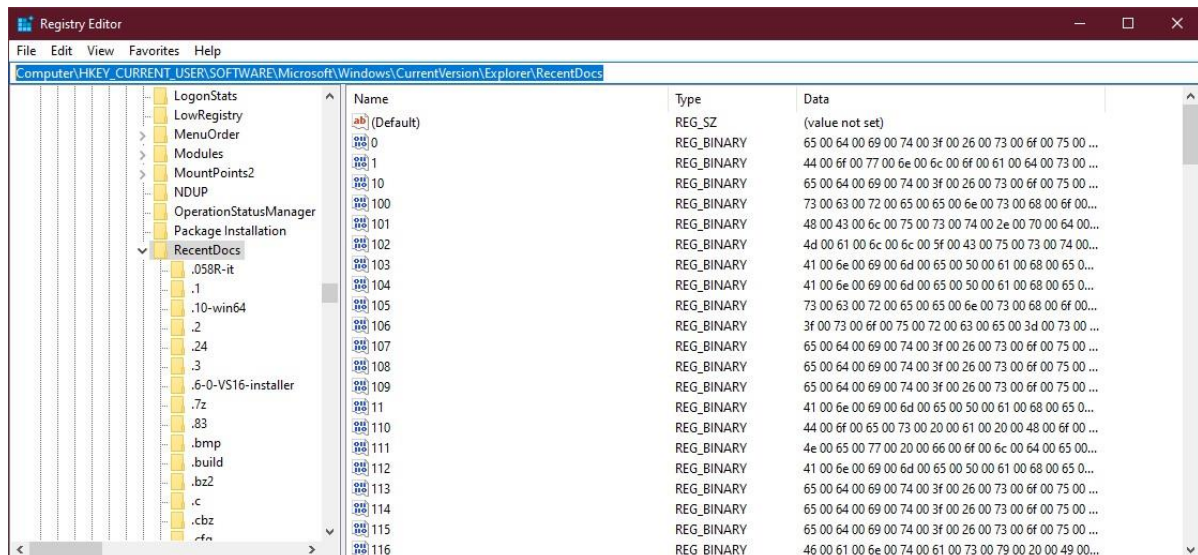 Registry Editor
File Edit View Favorites Help
Computer\HKEY_CURRENT_USER\SOFTWARE\Microsoft\Windows\CurrentVersion\Explorer\RecentDocs
LogonStats
LowRegistry
MenuOrder
Modules
MountPoints2
NDUP
OperationStatusManager
Package Installation
RecentDocs
.058R-it
.1
.10-win64
.2
.24
.3
.6-0-VS16-installer
.7z
.83
.bmp
.build
.bz2
.c
.cbz
.cfg
Name Type Data
(Default) REG_SZ (value not set)
0 REG_BINARY 65 00 64 00 69 00 74 00 3f 00 26 00 73 00 6f 00 75 00 ...
1 REG_BINARY 44 00 6f 00 77 00 6e 00 6c 00 6f 00 61 00 64 00 73 00 ...
10 REG_BINARY 65 00 64 00 69 00 74 00 3f 00 26 00 73 00 6f 00 75 00 ...
100 REG_BINARY 73 00 63 00 72 00 65 00 65 00 6e 00 73 00 68 00 6f 00...
101 REG_BINARY 48 00 43 00 6c 00 75 00 73 00 74 00 2e 00 70 00 64 00...
102 REG_BINARY 4d 00 61 00 6c 00 6c 00 5f 00 43 00 75 00 73 00 74 00...
103 REG_BINARY 41 00 6e 00 69 00 6d 00 65 00 50 00 61 00 68 00 65 0...
104 REG_BINARY 41 00 6e 00 69 00 6d 00 65 00 50 00 61 00 68 00 65 0...
105 REG_BINARY 73 00 63 00 72 00 65 00 65 00 6e 00 73 00 68 00 6f 00...
106 REG_BINARY 3f 00 73 00 6f 00 75 00 72 00 63 00 65 00 3d 00 73 00 ...
107 REG_BINARY 65 00 64 00 69 00 74 00 3f 00 26 00 73 00 6f 00 75 00 ...
108 REG_BINARY 65 00 64 00 69 00 74 00 3f 00 26 00 73 00 6f 00 75 00 ...
109 REG_BINARY 65 00 64 00 69 00 74 00 3f 00 26 00 73 00 6f 00 75 00 ...
11 REG_BINARY 41 00 6e 00 69 00 6d 00 65 00 50 00 61 00 68 00 65 0...
110 REG_BINARY 44 00 6f 00 65 00 73 00 20 00 61 00 20 00 48 00 6f 00 ...
111 REG_BINARY 4e 00 65 00 77 00 20 00 66 00 6f 00 6c 00 64 00 65 00...
112 REG_BINARY 41 00 6e 00 69 00 6d 00 65 00 50 00 61 00 68 00 65 0...
113 REG_BINARY 65 00 64 00 69 00 74 00 3f 00 26 00 73 00 6f 00 75 00 ...
114 REG_BINARY 65 00 64 00 69 00 74 00 3f 00 26 00 73 00 6f 00 75 00 ...
115 REG_BINARY 65 00 64 00 69 00 74 00 3f 00 26 00 73 00 6f 00 75 00 ...
116 REG_BINARY 46 00 61 00 6e 00 74 00 61 00 73 00 79 00 20 00 49 00...